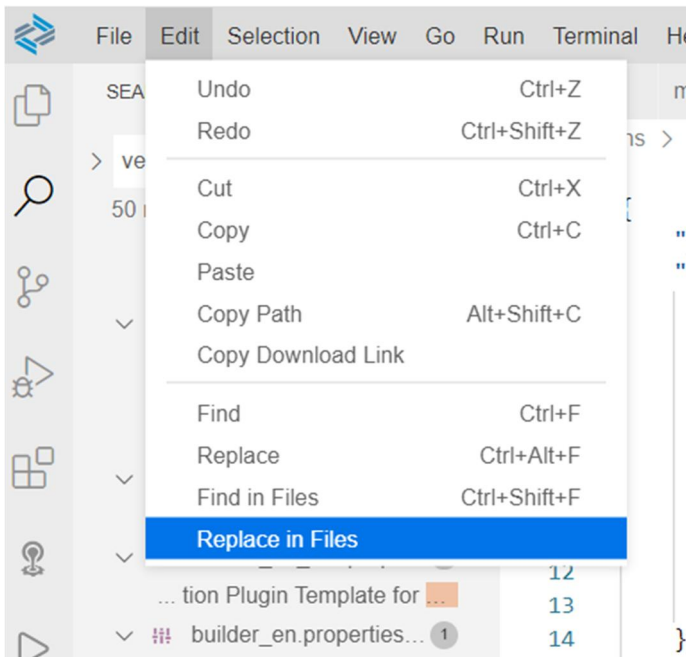 File Edit Selection View Go Run Terminal
SEA
Undo Ctrl+Z
Redo Ctrl+Shift+Z
ns >
> ve
Cut Ctrl+X
50
Copy Ctrl+C
{
"
Paste
"
Copy Path Alt+Shift+C
Copy Download Link
Find Ctrl+F
Replace Ctrl+Alt+F
Find in Files Ctrl+Shift+F
Replace in Files
12
... tion Plugin Template for ...
13
builder_en.properties... 1
14 }